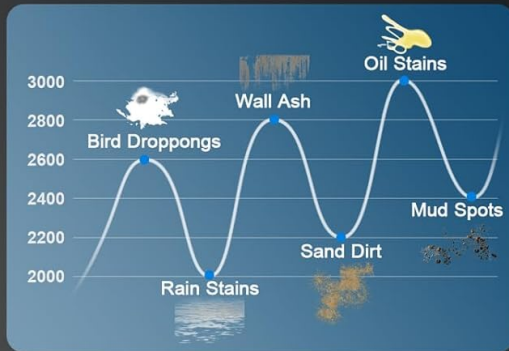 Oil Stains
3000
Wall Ash
2800
Bird Droppongs
2600
2400
Mud Spots
2200
Sand Dirt
2000
Rain Stains